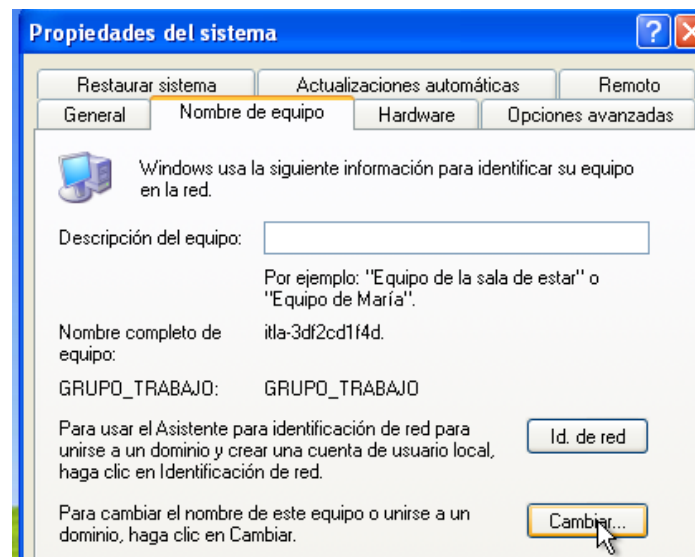 Propiedades del sistema
Restaurar sistema
Actualizaciones automáticas
Remoto
General
Nombre de equipo
Hardware
Opciones avanzadas
Windows usa la siguiente información para identificar su equipo
en la red.
Descripción del equipo:
Por ejemplo: "Equipo de la sala de estar" o
"Equipo de María".
Nombre completo de
equipo:
itla-3df2cd1f4d.
GRUPO_TRABAJO:
GRUPO_TRABAJO
Para usar el Asistente para identificación de red para
unirse a un dominio y crear una cuenta de usuario local,
haga clic en Identificación de red.
Id. de red
Para cambiar el nombre de este equipo o unirse a un
dominio, haga clic en Cambiar.
Cambiar...